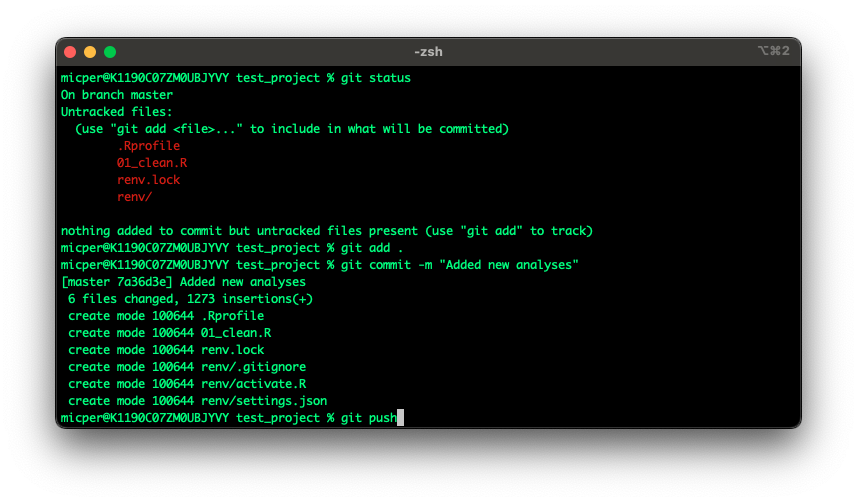 -zsh
⌥⌘2
micper@K1190C07ZM0UBJYVY test_project % git status
On branch master
Untracked files:
  (use "git add <file>..." to include in what will be committed)
        .Rprofile
        01_clean.R
        renv.lock
        renv/

nothing added to commit but untracked files present (use "git add" to track)
micper@K1190C07ZM0UBJYVY test_project % git add .
micper@K1190C07ZM0UBJYVY test_project % git commit -m "Added new analyses"
[master 7a36d3e] Added new analyses
 6 files changed, 1273 insertions(+)
 create mode 100644 .Rprofile
 create mode 100644 01_clean.R
 create mode 100644 renv.lock
 create mode 100644 renv/.gitignore
 create mode 100644 renv/activate.R
 create mode 100644 renv/settings.json
micper@K1190C07ZM0UBJYVY test_project % git push